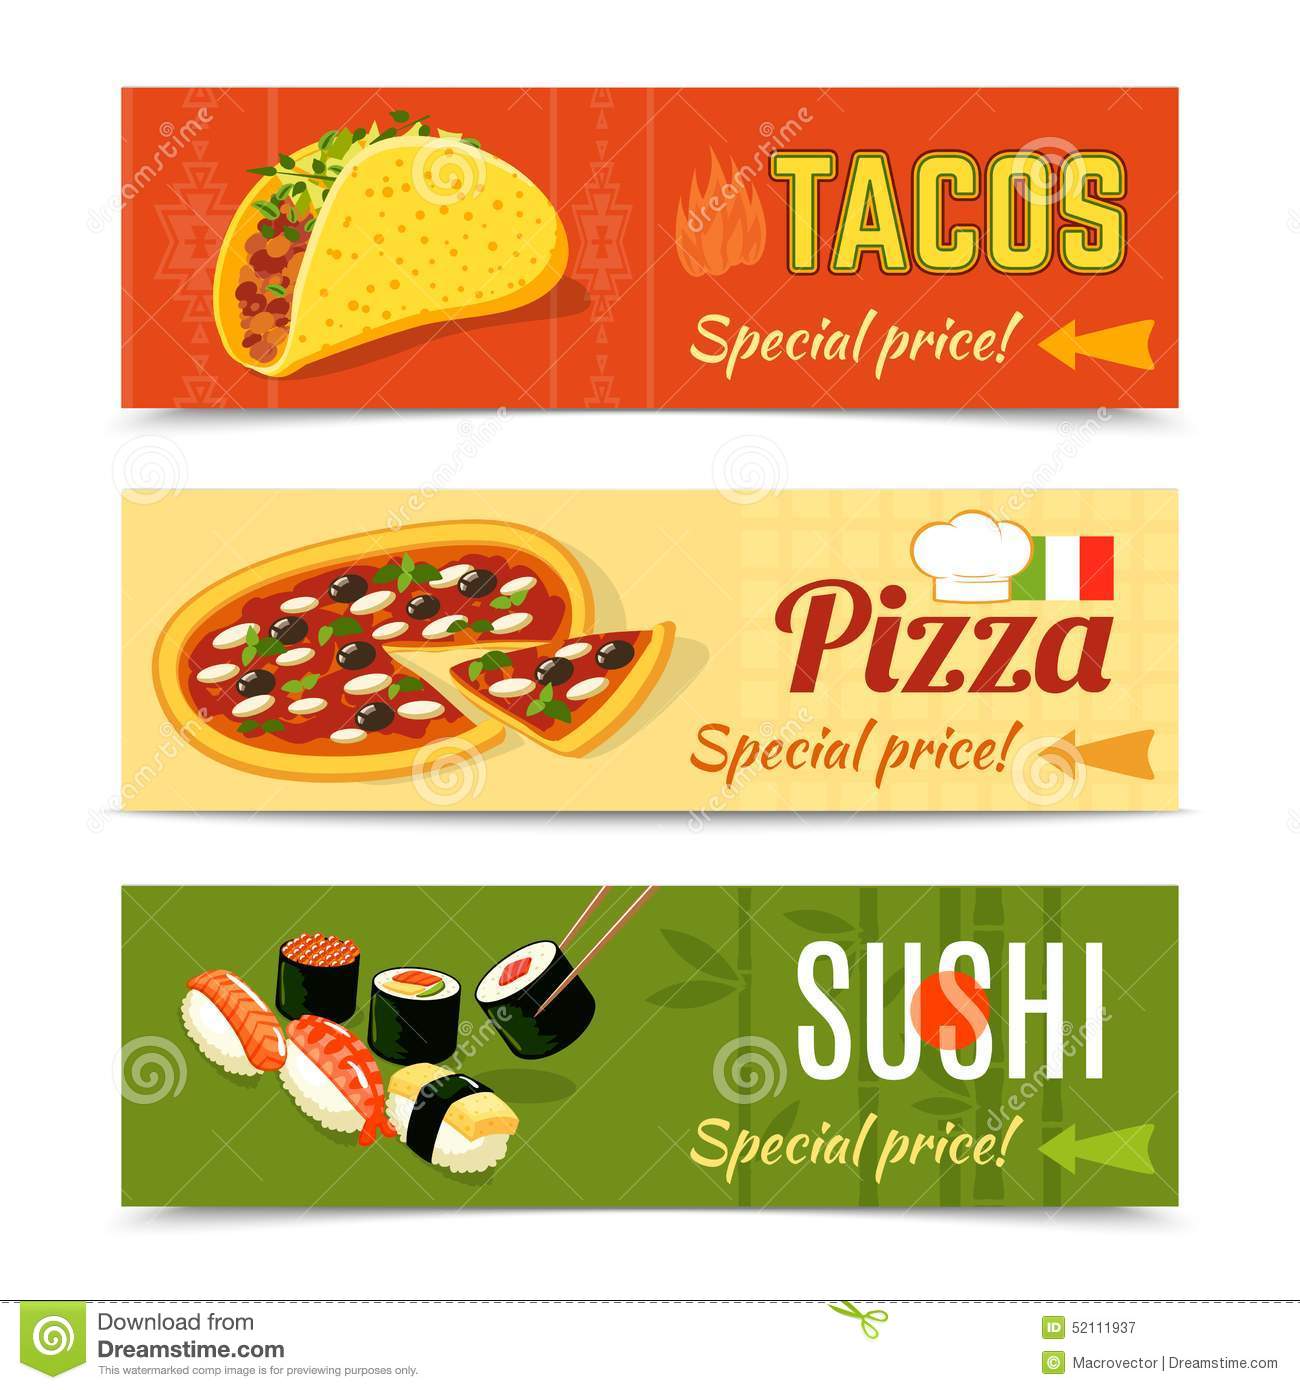 TACOS
Special price!
Pizza
Special price!
SUSHI
Special price!
Download from
Dreamstime.com
This watermarked comp image is for previewing purposes only.
ID 52111937
© Macrovector | Dreamstime.com